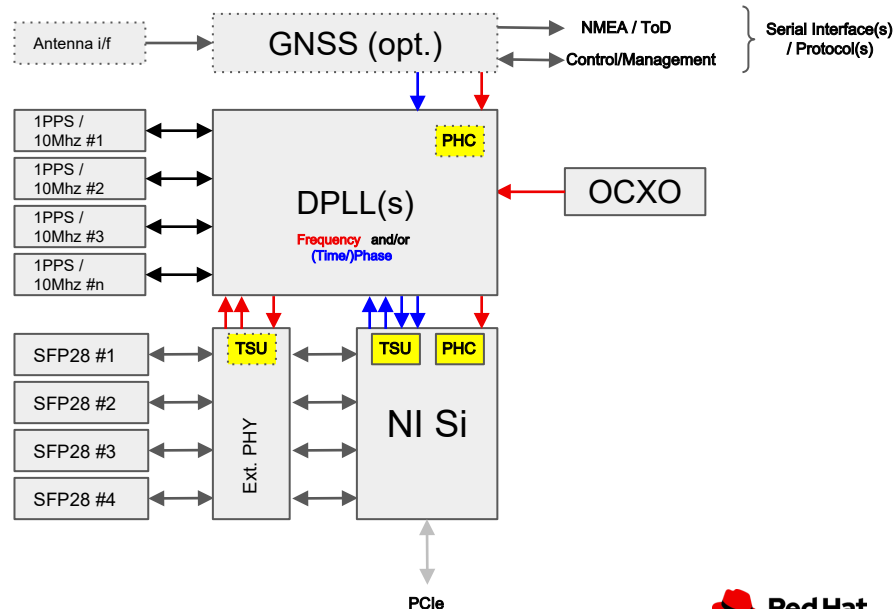 Antenna i/f
GNSS (opt.)
NMEA / ToD
Control/Management
Serial Interface(s)
/ Protocol(s)
1PPS /
10Mhz #1
1PPS /
10Mhz #2
1PPS /
10Mhz #3
1PPS /
10Mhz #n
PHC
DPLL(s)
Frequency and/or
(Time/)Phase
OCXO
SFP28 #1
SFP28 #2
SFP28 #3
SFP28 #4
TSU
Ext. PHY
TSU
PHC
NI Si
PCIe
Red Hat